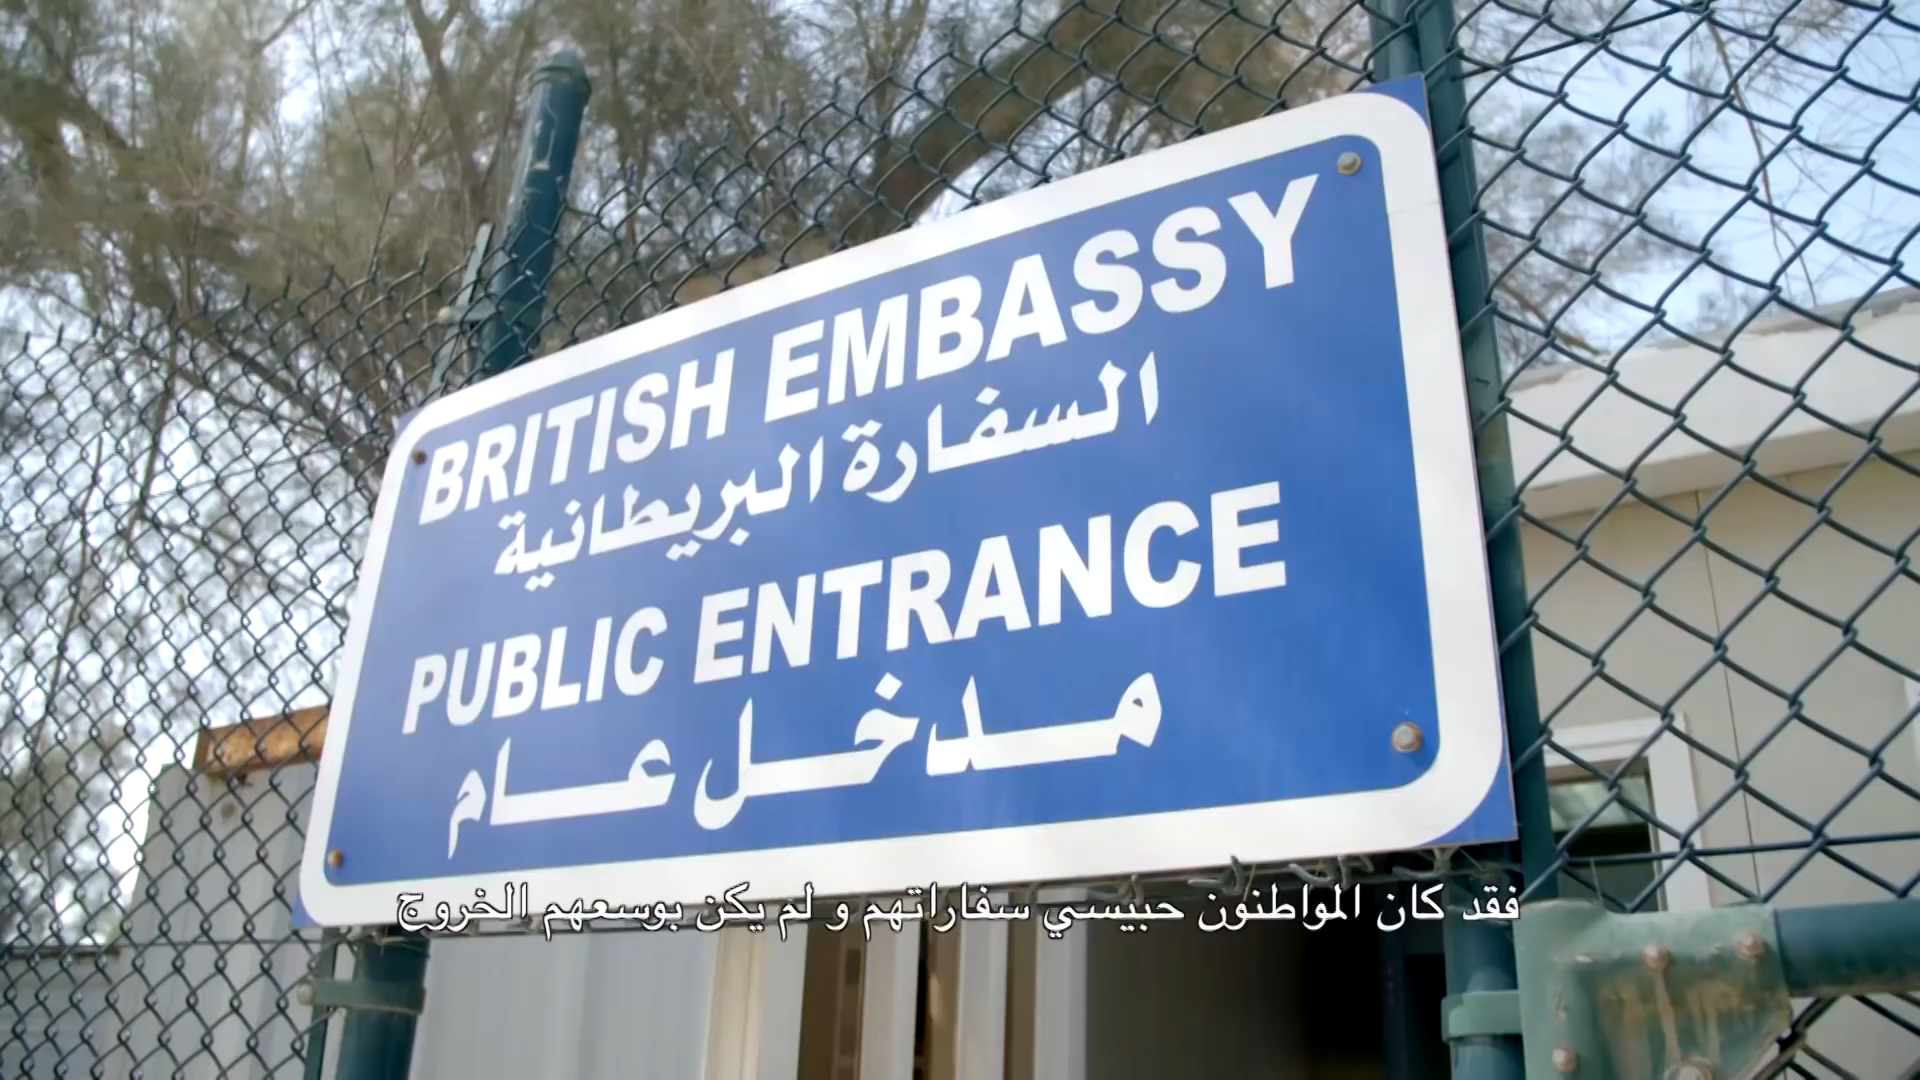 BRITISH EMBASSY
السفارة البريطانية
PUBLIC ENTRANCE
مدخل عام
فقد كان المواطنون حبيسي سفاراتهم و لم يكن بوسعهم الخروج